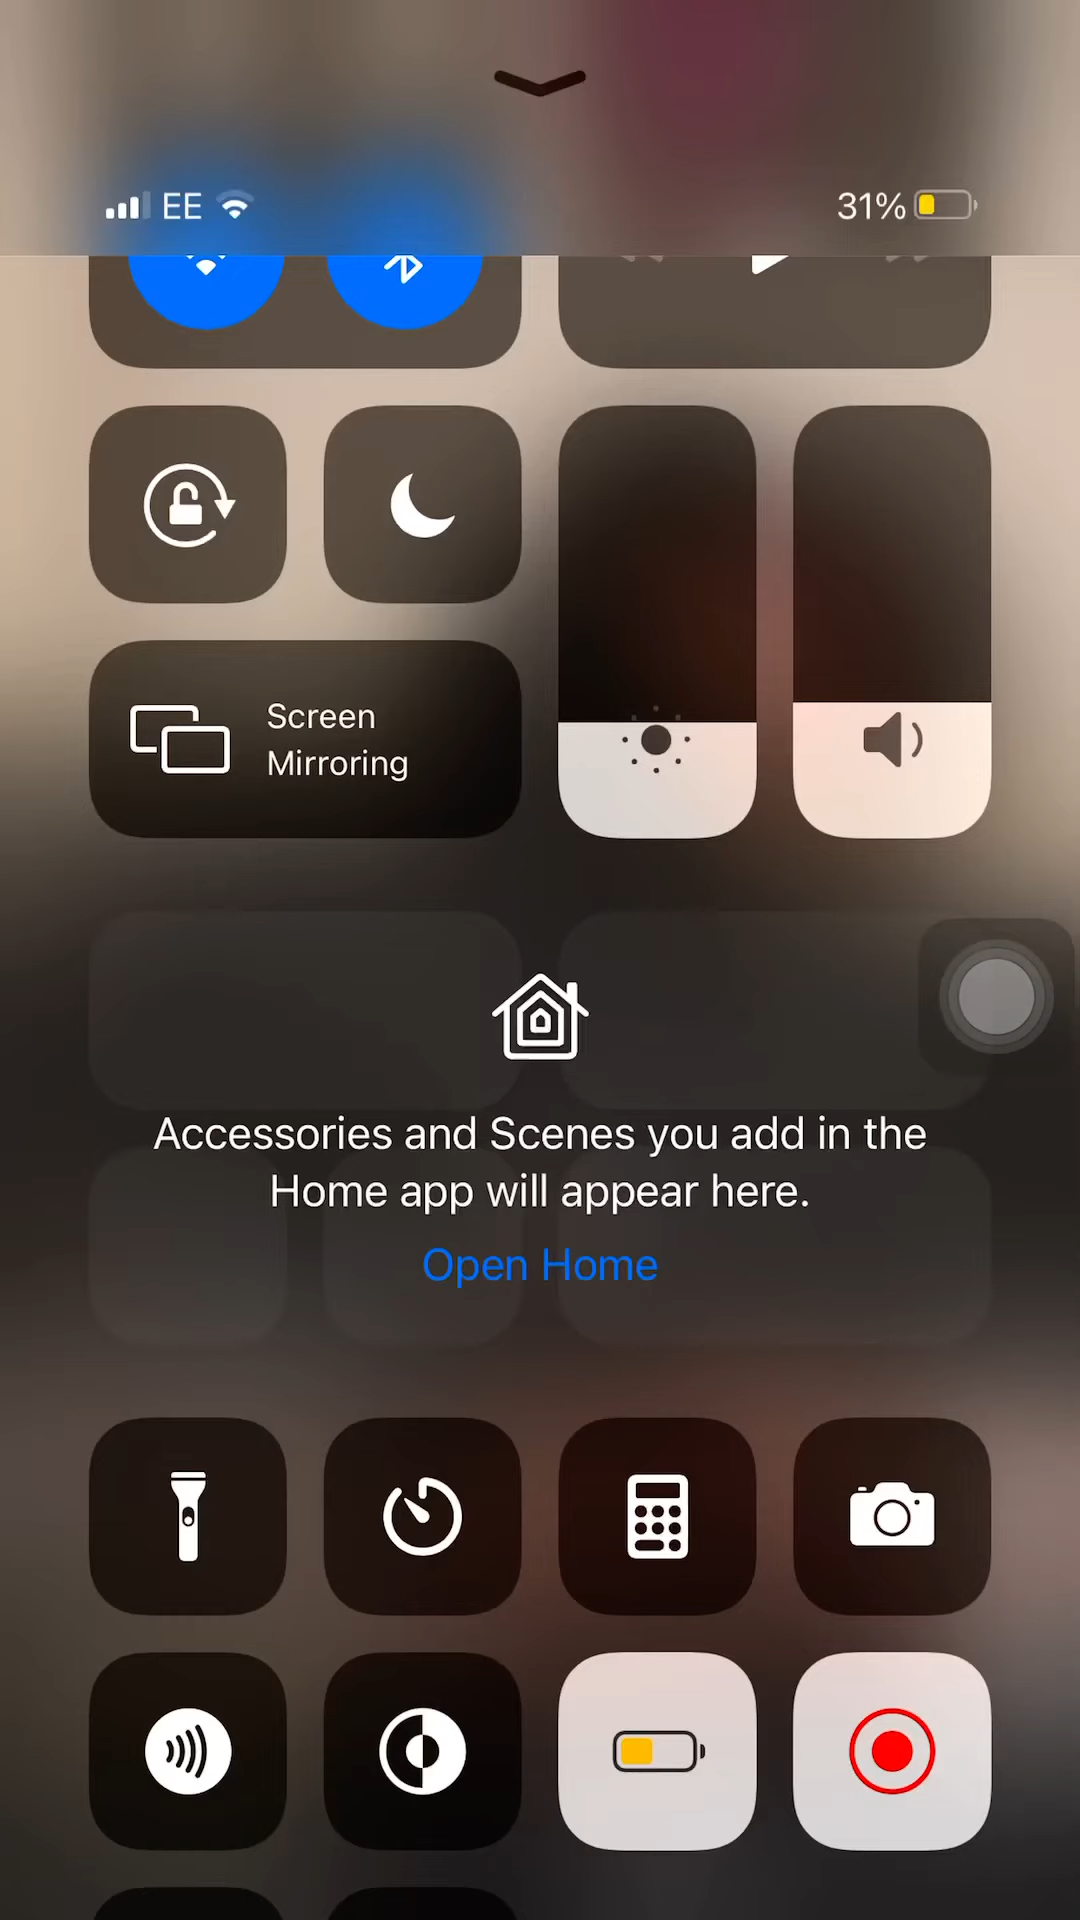 EE
31%
Screen
Mirroring
Accessories and Scenes you add in the
Home app will appear here.
Open Home